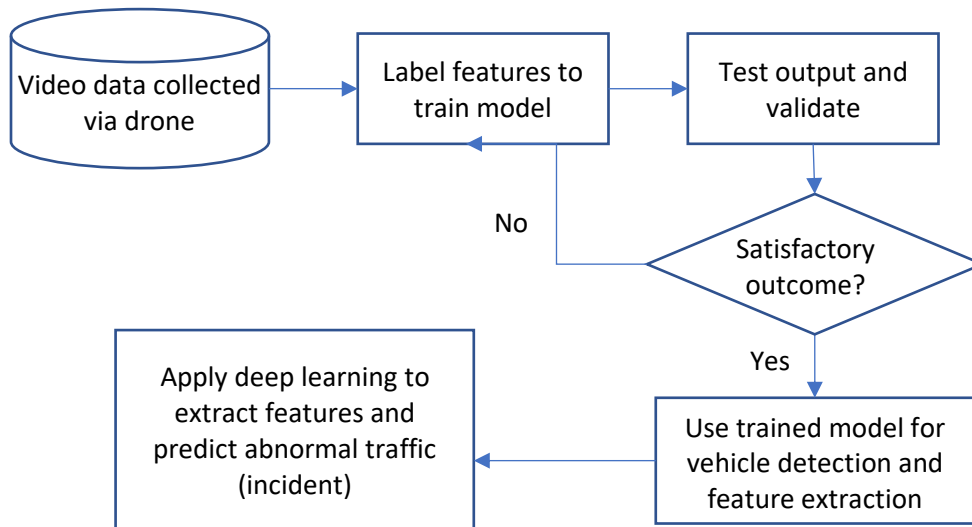 Video data collected
via drone
Label features to
train model
Test output and
validate
Satisfactory
outcome?
No
Yes
Use trained model for
vehicle detection and
feature extraction
Apply deep learning to
extract features and
predict abnormal traffic
(incident)